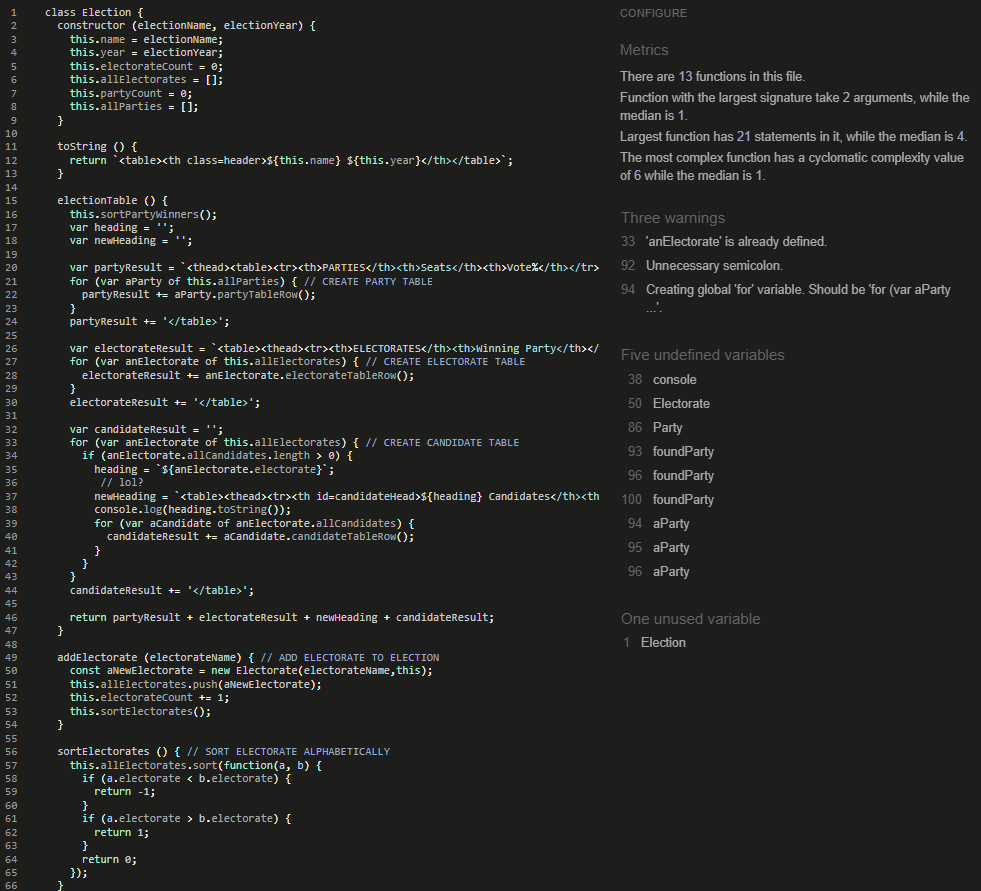 1 class Election {
2 constructor (electionName, electionYear) {
3 this.name = electionName;
4 this.year = electionYear;
5 this.electorateCount = 0;
6 this.allElectorates = [];
7 this.partyCount = 0;
8 this.allParties = [];
9 }
10
11 toString () {
12 return `<table><th class=header>${this.name} ${this.year}</th></table>`;
13 }
14
15 electionTable () {
16 this.sortPartyWinners();
17 var heading = '';
18 var newHeading = '';
19
20 var partyResult = `<thead><table><tr><th>PARTIES</th><th>Seats</th><th>Vote%</th></tr>
21 for (var aParty of this.allParties) { // CREATE PARTY TABLE
22 partyResult += aParty.partyTableRow();
23 }
24 partyResult += '</table>';
25
26 var electorateResult = `<table><thead><tr><th>ELECTORATES</th><th>Winning Party</th></
27 for (var anElectorate of this.allElectorates) { // CREATE ELECTORATE TABLE
28 electorateResult += anElectorate.electorateTableRow();
29 }
30 electorateResult += '</table>';
31
32 var candidateResult = '';
33 for (var anElectorate of this.allElectorates) { // CREATE CANDIDATE TABLE
34 if (anElectorate.allCandidates.length > 0) {
35 heading = `${anElectorate.electorate}`;
36 // lol?
37 newHeading = `<table><thead><tr><th id=candidateHead>${heading} Candidates</th><th
38 console.log(heading.toString());
39 for (var aCandidate of anElectorate.allCandidates) {
40 candidateResult += aCandidate.candidateTableRow();
41 }
42 }
43 }
44 candidateResult += '</table>';
45
46 return partyResult + electorateResult + newHeading + candidateResult;
47 }
48
49 addElectorate (electorateName) { // ADD ELECTORATE TO ELECTION
50 const aNewElectorate = new Electorate(electorateName,this);
51 this.allElectorates.push(aNewElectorate);
52 this.electorateCount += 1;
53 this.sortElectorates();
54 }
55
56 sortElectorates () { // SORT ELECTORATE ALPHABETICALLY
57 this.allElectorates.sort(function(a, b) {
58 if (a.electorate < b.electorate) {
59 return -1;
60 }
61 if (a.electorate > b.electorate) {
62 return 1;
63 }
64 return 0;
65 });
66 }
CONFIGURE
Metrics
There are 13 functions in this file.
Function with the largest signature take 2 arguments, while the
median is 1.
Largest function has 21 statements in it, while the median is 4.
The most complex function has a cyclomatic complexity value
of 6 while the median is 1.
Three warnings
33 'anElectorate' is already defined.
92 Unnecessary semicolon.
94 Creating global 'for' variable. Should be 'for (var aParty
...'.
Five undefined variables
38 console
50 Electorate
86 Party
93 foundParty
96 foundParty
100 foundParty
94 aParty
95 aParty
96 aParty
One unused variable
1 Election